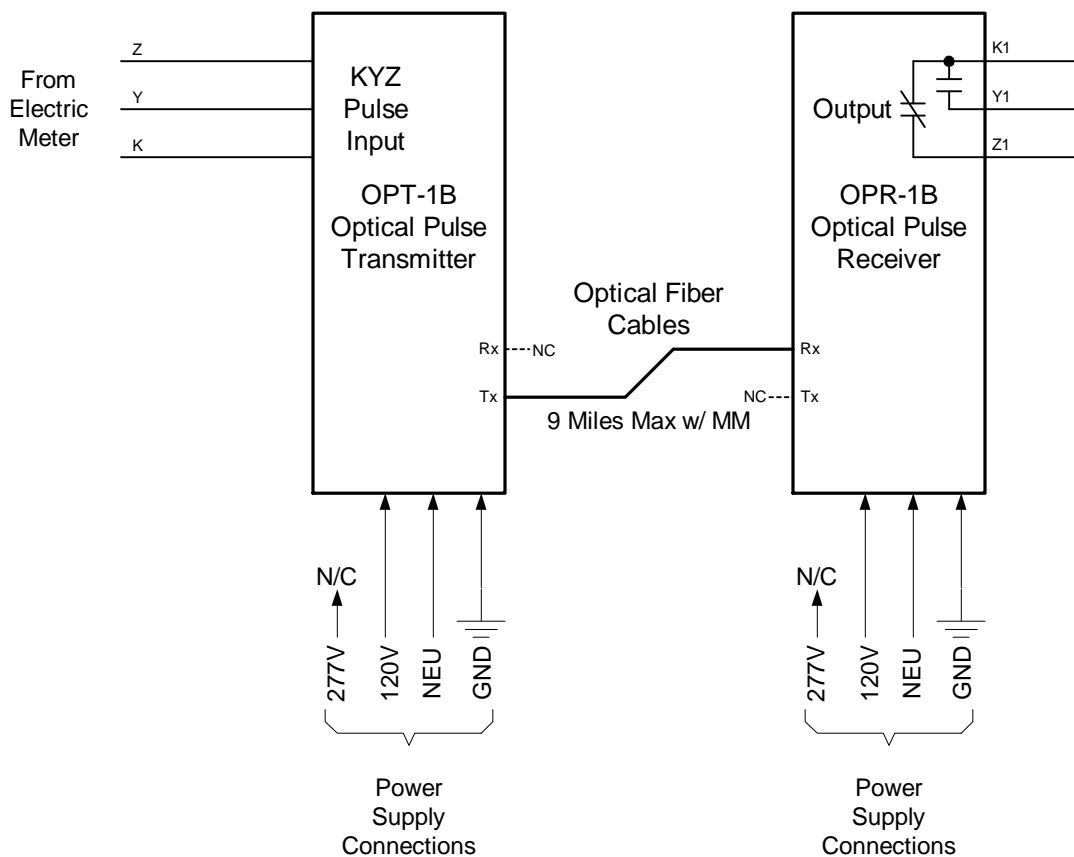 From
Electric
Meter
Z
Y
K
KYZ
Pulse
Input
OPT-1B
Optical Pulse
Transmitter
Rx
NC
Tx
Optical Fiber
Cables
9 Miles Max w/ MM
Output
K1
Y1
Z1
OPR-1B
Optical Pulse
Receiver
Rx
NC
Tx
N/C
277V
120V
NEU
GND
Power
Supply
Connections
N/C
277V
120V
NEU
GND
Power
Supply
Connections